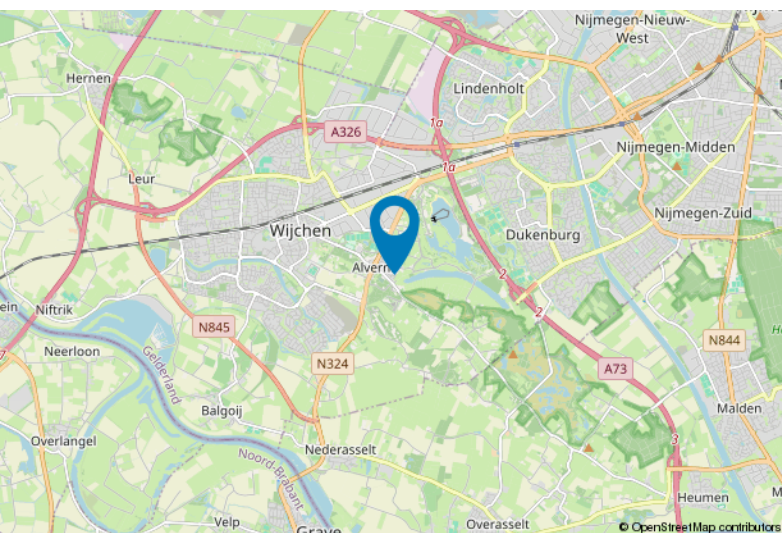 Nijmegen-Nieuw-
West
Hernen
Lindenholt
1a
A326
Nijmegen-Midden
1a
Leur
Nijmegen-Zuid
Wijchen
Dukenburg
Alvern
2
Niftrik
2
N845
Neerloon
Gelderland
N844
N324
A73
7
Balgoij
Malden
Overlangel
3
Nederasselt
Noord-Brabant
Heumen
Velp
Overasselt
Grave
© OpenStreetMap contributors